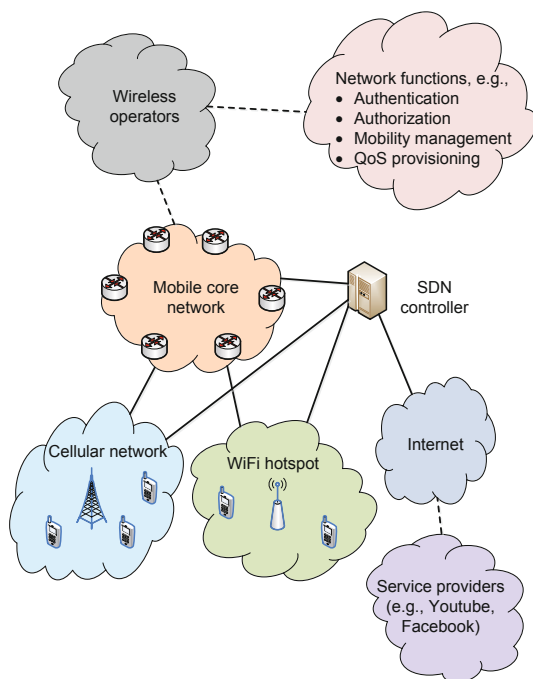 Wireless
operators
Network functions, e.g.,
• Authentication
• Authorization
• Mobility management
• QoS provisioning
Mobile core
network
SDN
controller
Cellular network
WiFi hotspot
Internet
Service providers
(e.g., Youtube,
Facebook)